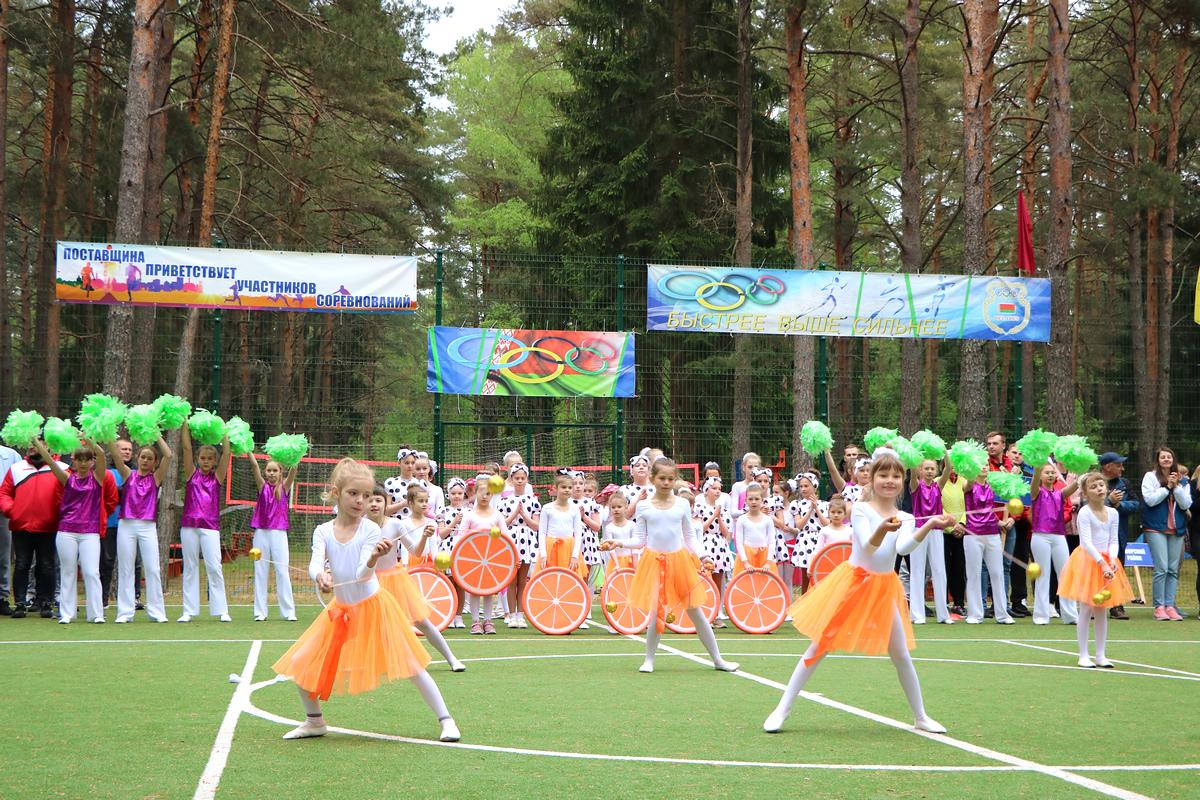 ПОСТАВЩИНА
ПРИВЕТСТВУЕТ
УЧАСТНИКОВ
СОРЕВНОВАНИЙ
БЫСТРЕЕ ВЫШЕ СИЛЬНЕЕ